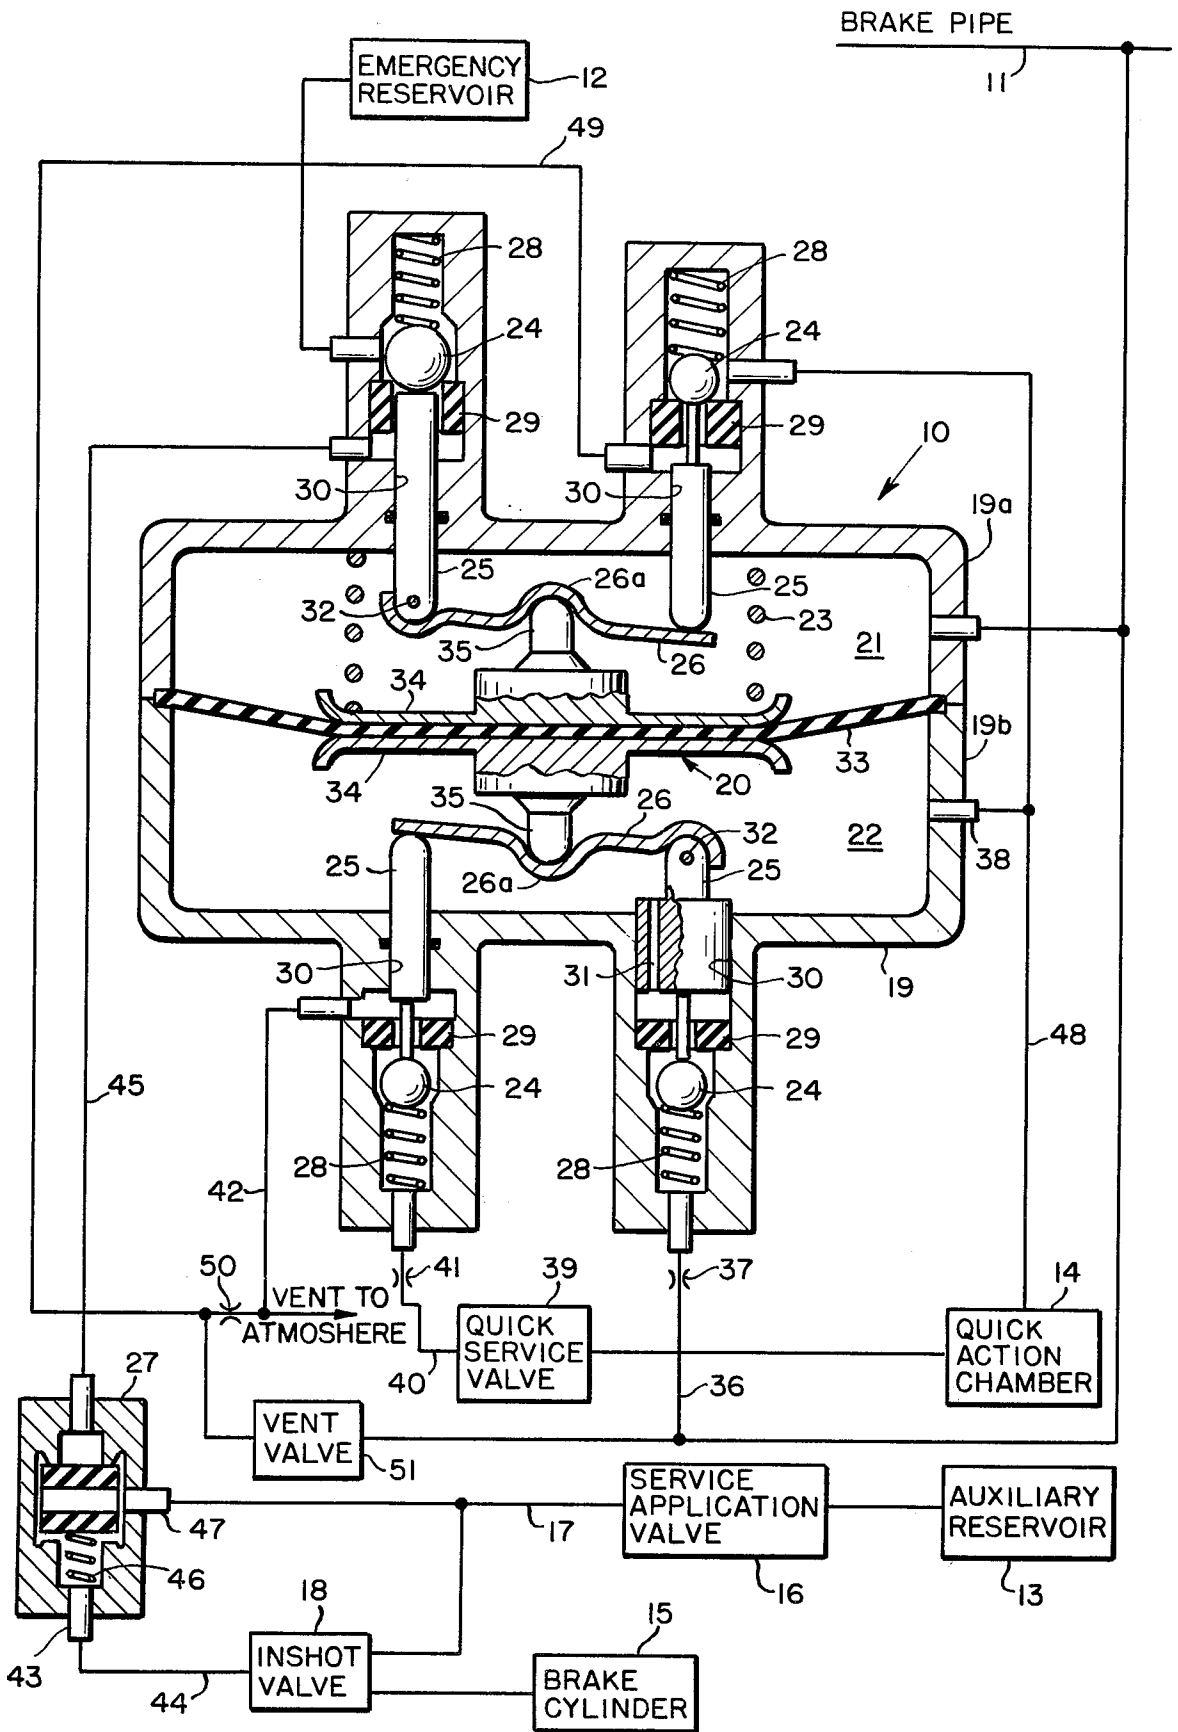 BRAKE PIPE
11
EMERGENCY
RESERVOIR
12
49
28
28
24
24
29
29
10
30
30
19a
25
26a
25
32
23
35
26
21
34
19b
33
34
20
35
26
32
22
38
25
26a
25
30
31
30
19
29
29
48
45
24
24
28
28
42
41
37
50
39
14
VENT TO
ATMOSHERE
QUICK
SERVICE
VALVE
QUICK
ACTION
CHAMBER
40
36
27
VENT
VALVE
51
SERVICE
APPLICATION
VALVE
AUXILIARY
RESERVOIR
47
17
46
16
13
18
15
43
INSHOT
VALVE
BRAKE
CYLINDER
44